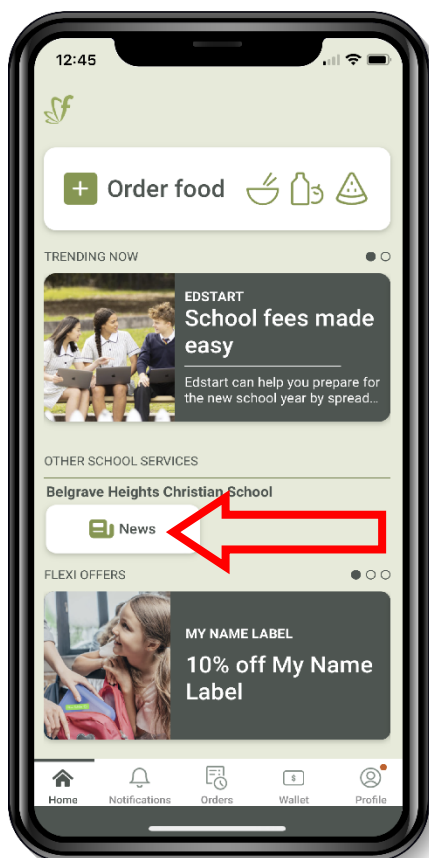 12:45
f
Order food
TRENDING NOW
EDSTART
School fees made
easy
Edstart can help you prepare for
the new school year by spread...
OTHER SCHOOL SERVICES
Belgrave Heights Christian School
News
FLEXI OFFERS
MY NAME LABEL
10% off My Name
Label
$
Home Notifications Orders Wallet Profile